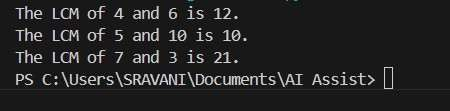 The LCM of 4 and 6 is 12.
The LCM of 5 and 10 is 10.
The LCM of 7 and 3 is 21.
PS C:\Users\SRAVANI\Documents\AI Assist>